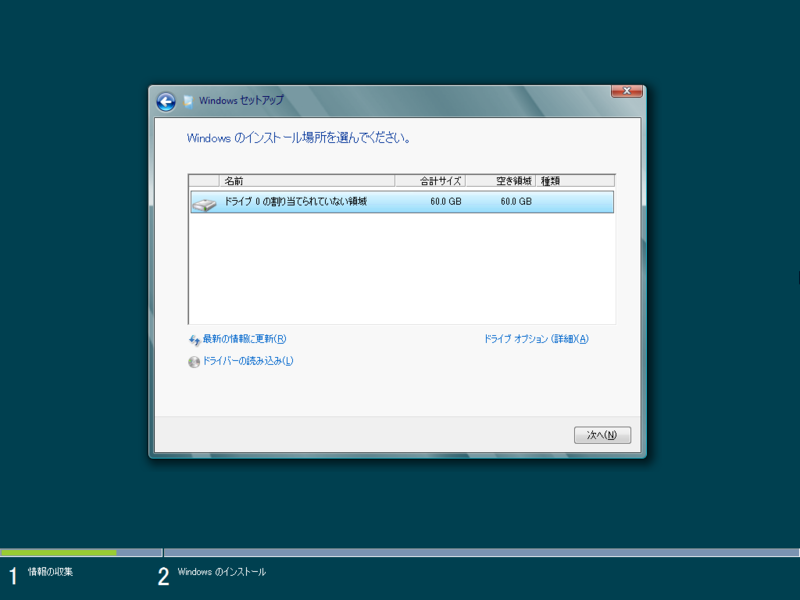 Windows セットアップ
Windows のインストール場所を選んでください。
名前 合計サイズ 空き領域 種類
ドライブ 0 の割り当てられていない領域 60.0 GB 60.0 GB
最新の情報に更新(R) ドライブ オプション (詳細)(A)
ドライバーの読み込み(L)
次へ(N)
1 情報の収集 2 Windows のインストール